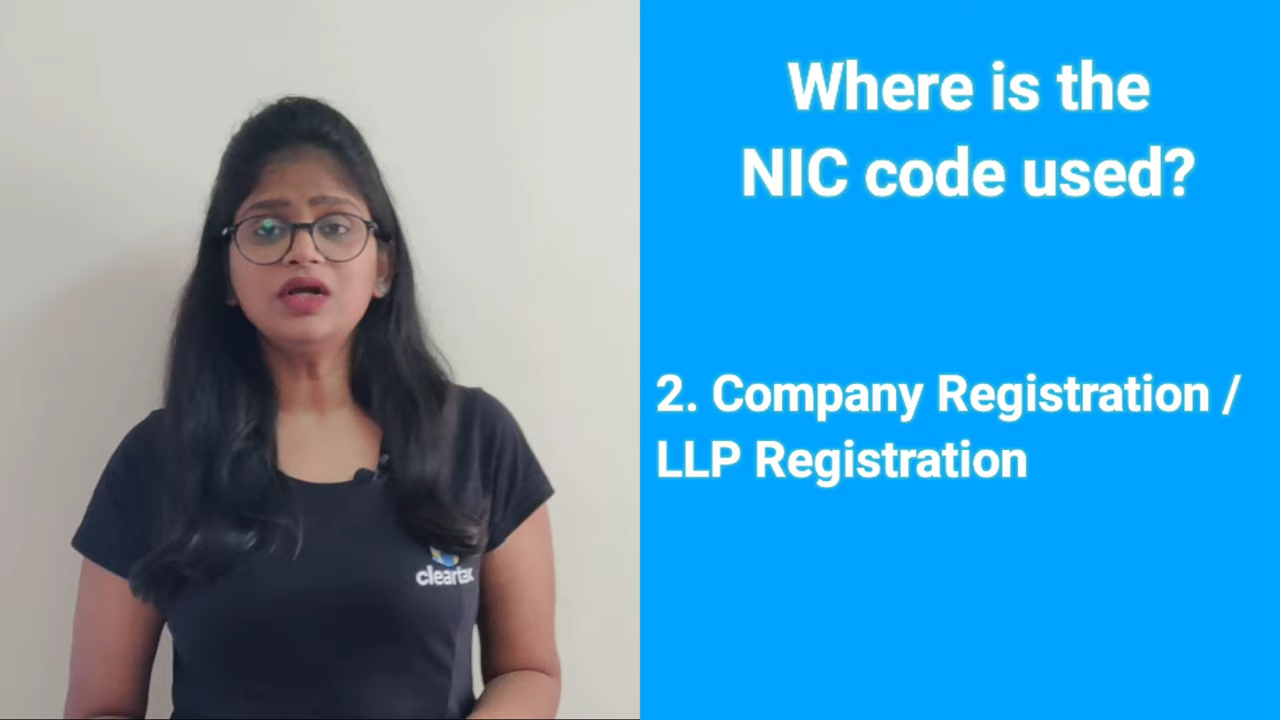 Where is the
NIC code used?
2. Company Registration /
LLP Registration
cleartax